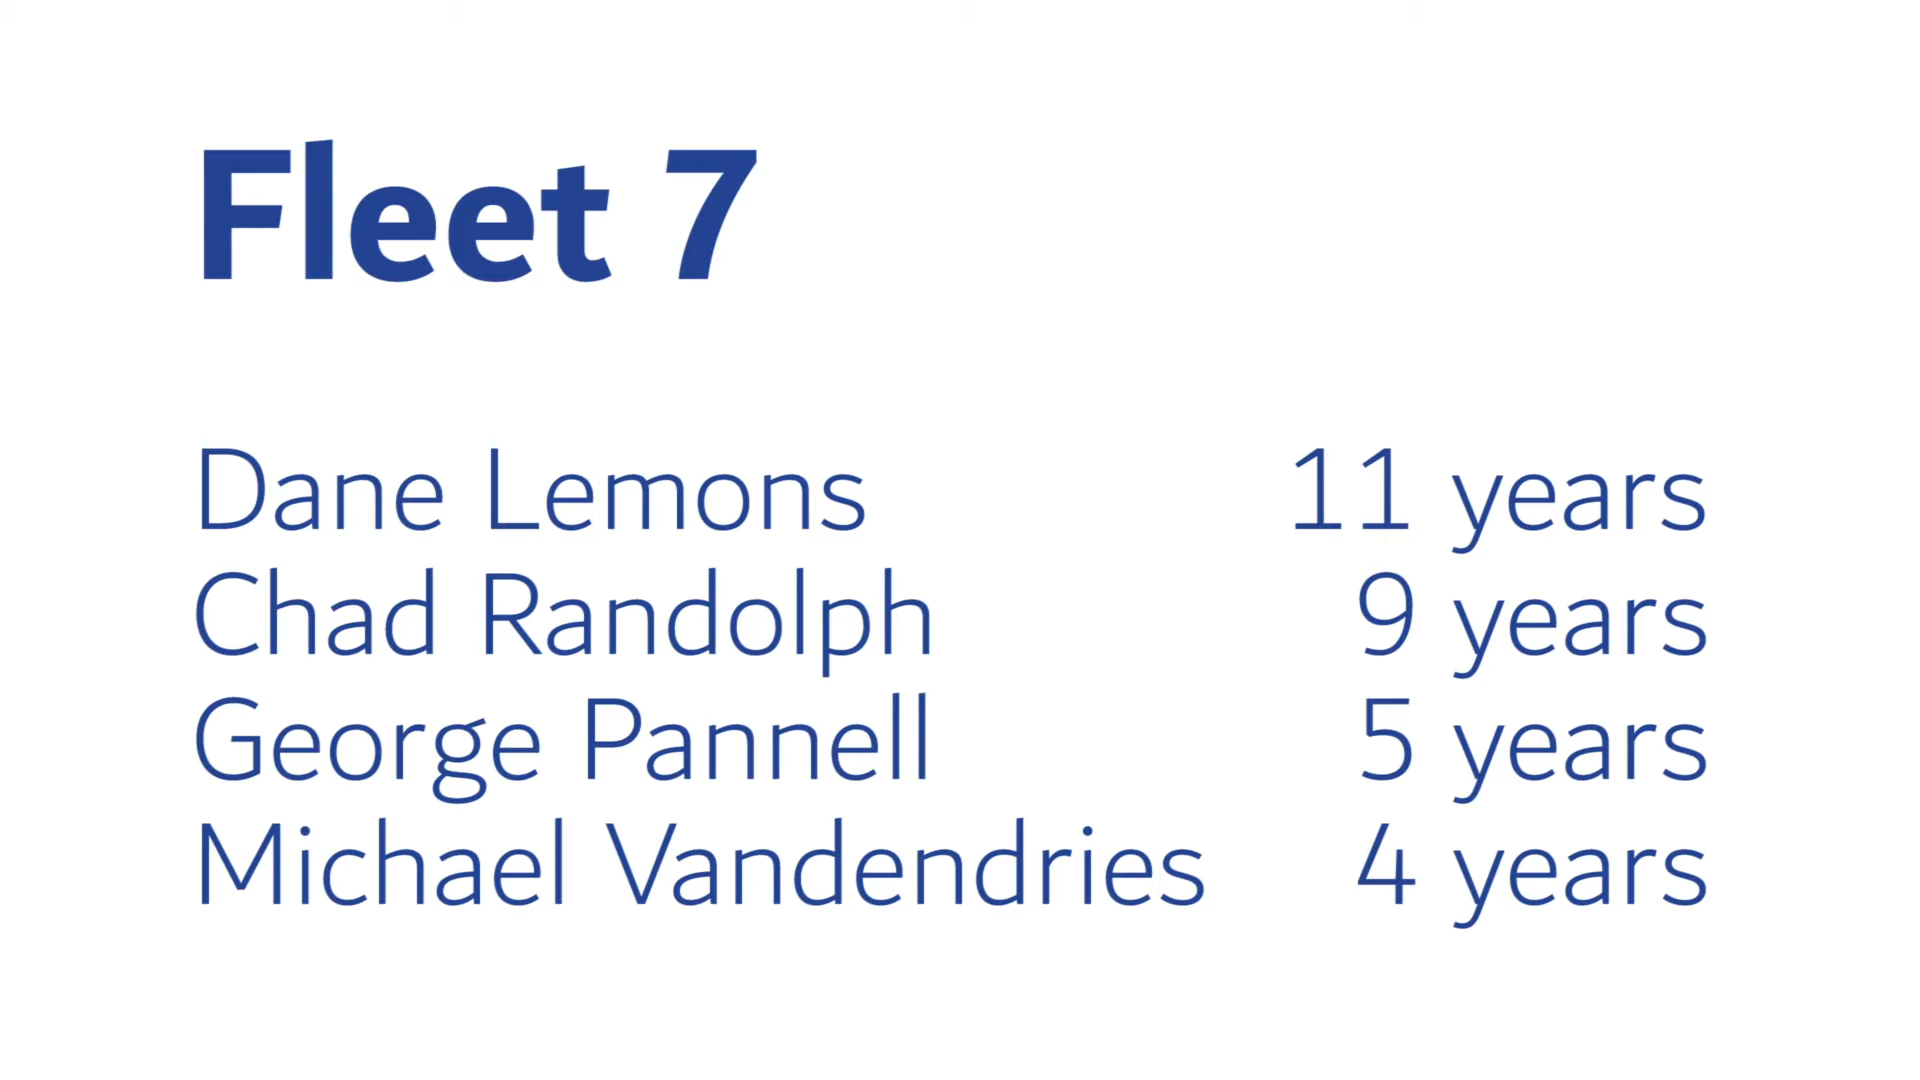 Fleet 7
Dane Lemons 11 years
Chad Randolph 9 years
George Pannell 5 years
Michael Vandendries 4 years